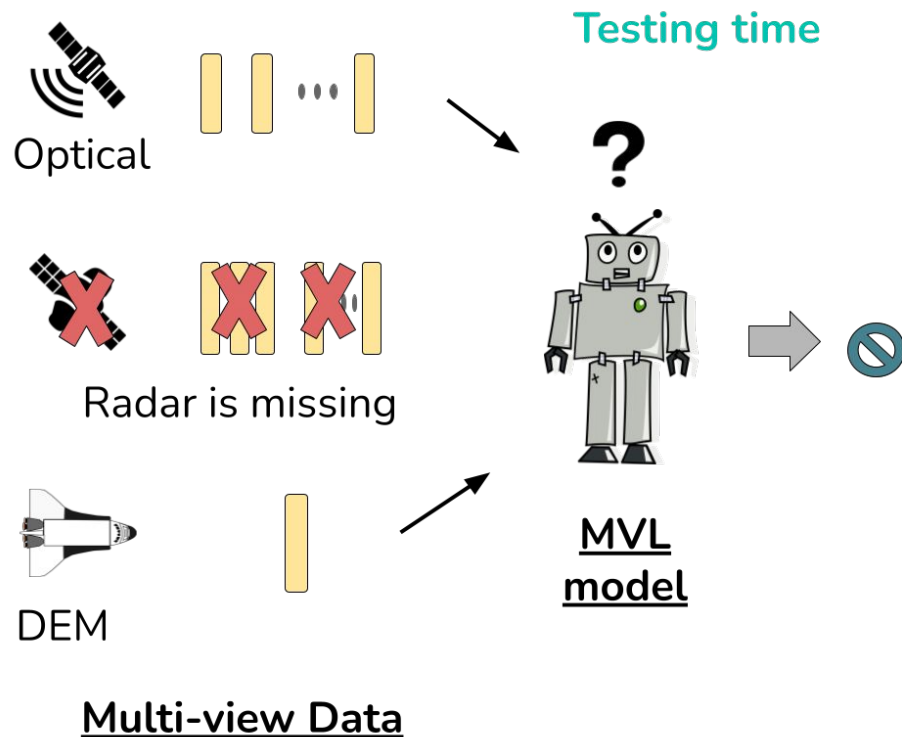 Testing time
Optical
?
Radar is missing
DEM
MVL
model
Multi-view Data